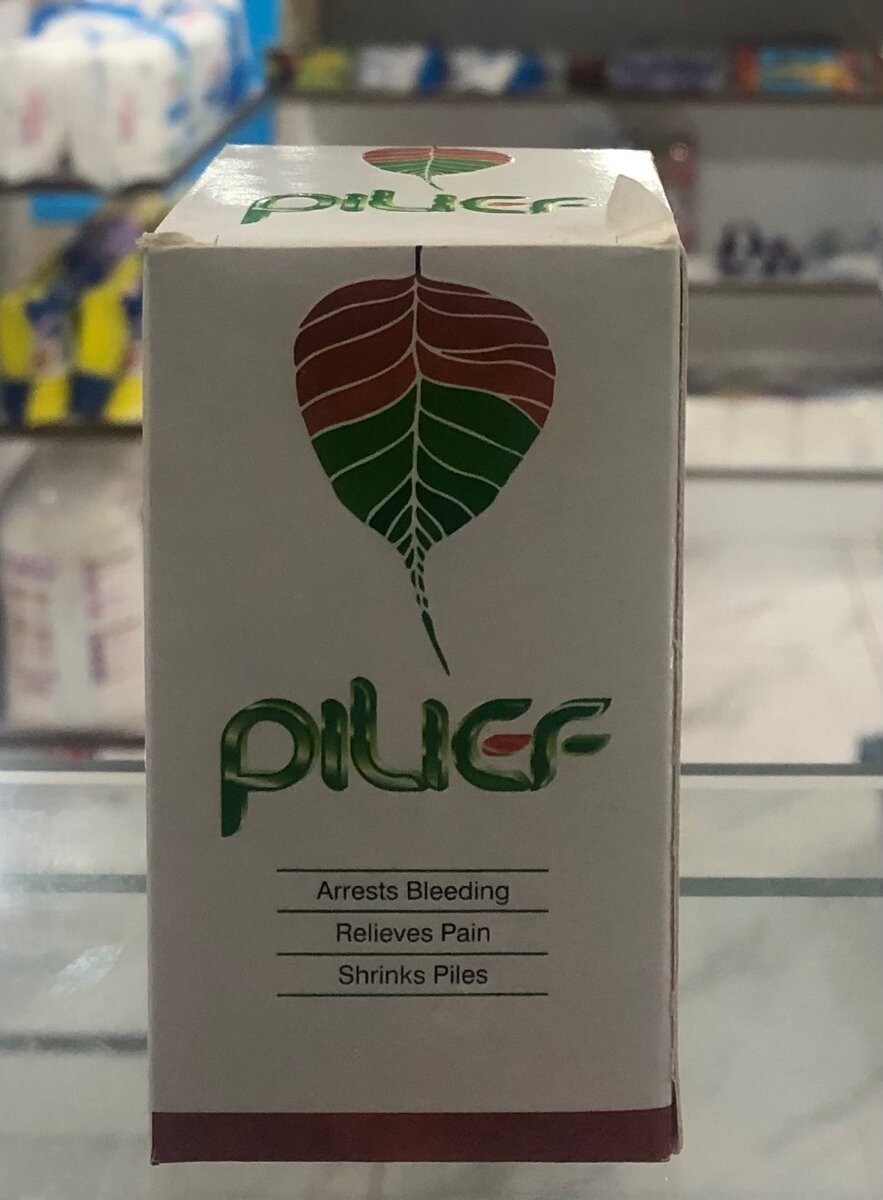 PILIEF
PILIEF
Arrests Bleeding
Relieves Pain
Shrinks Piles